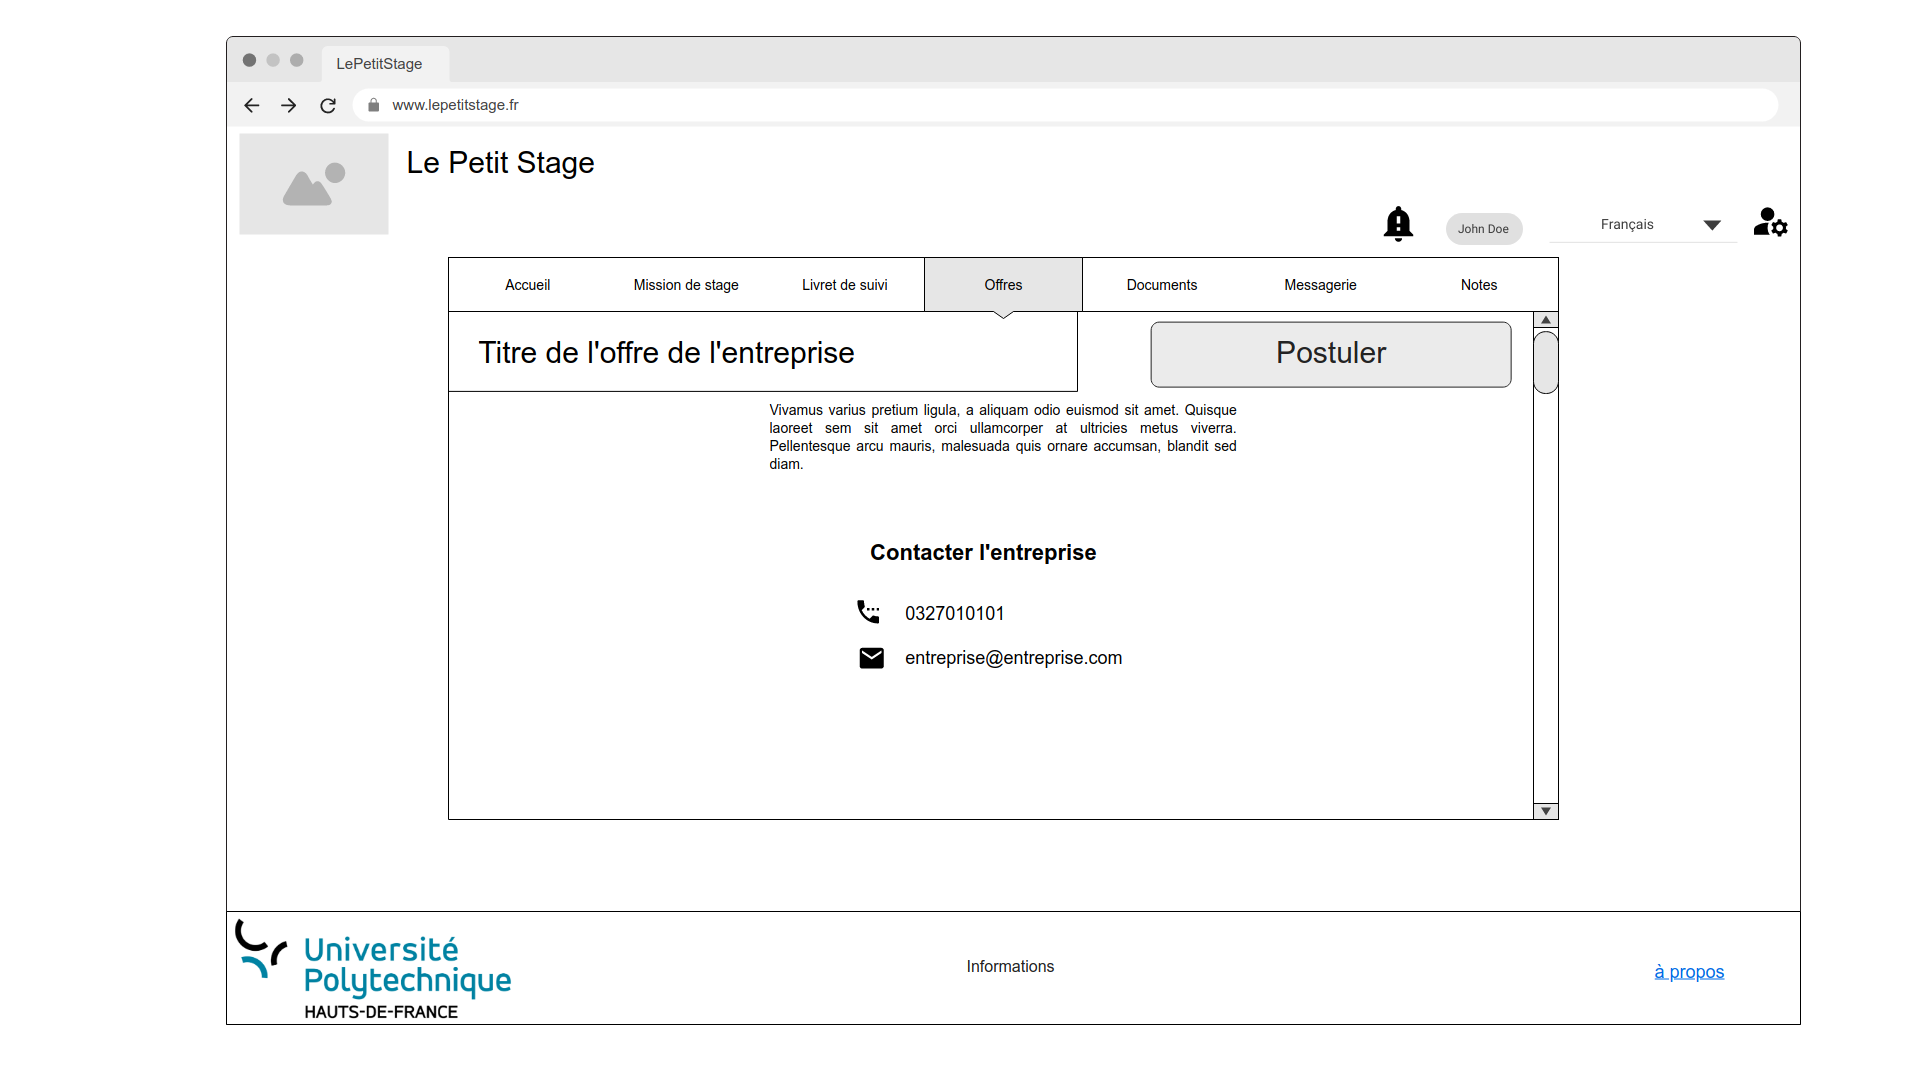 LePetitStage
www.lepetitstage.fr
Le Petit Stage
John Doe
Français
Accueil
Mission de stage
Livret de suivi
Offres
Documents
Messagerie
Notes
Titre de l'offre de l'entreprise
Postuler
Vivamus varius pretium ligula, a aliquam odio euismod sit amet. Quisque
laoreet sem sit amet orci ullamcorper at ultricies metus viverra.
Pellentesque arcu mauris, malesuada quis ornare accumsan, blandit sed
diam.
Contacter l'entreprise
0327010101
entreprise@entreprise.com
Université
Polytechnique
HAUTS-DE-FRANCE
Informations
à propos